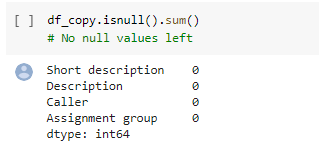 [ ] df_copy.isnull().sum()
# No null values left
Short description 0
Description 0
Caller 0
Assignment group 0
dtype: int64